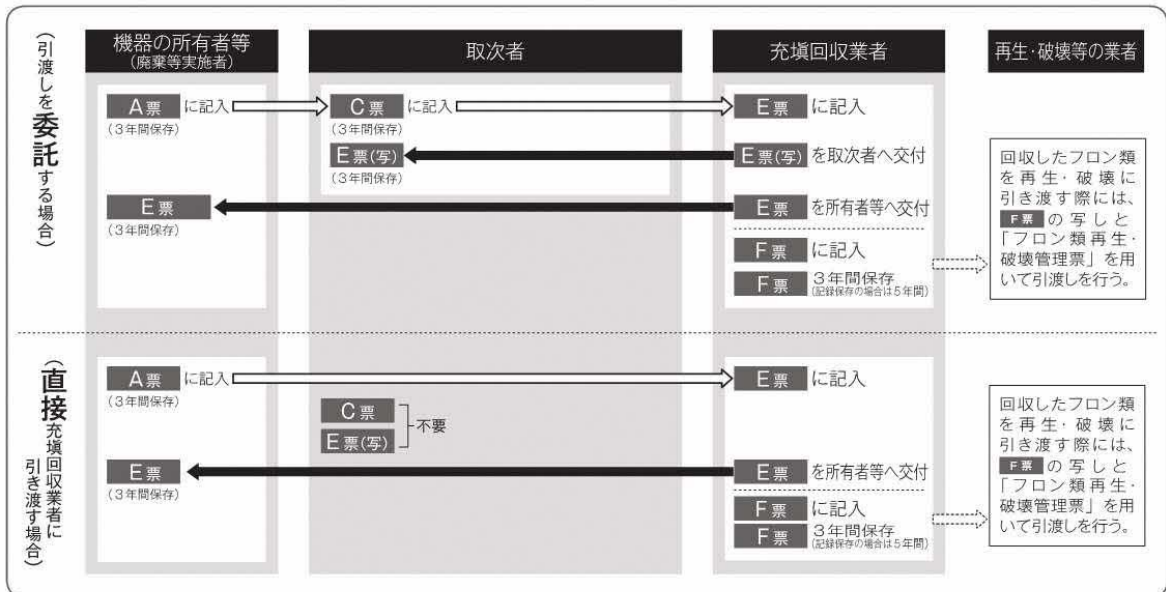 機器の所有者等
(廃棄等実施者)
取次者
充塡回収業者
再生・破壊等の業者
(引渡しを委託する場合)
A票 に記入
(3年間保存)
C票 に記入
(3年間保存)
E票 に記入
E票(写)
(3年間保存)
E票(写) を取次者へ交付
E票
(3年間保存)
E票 を所有者等へ交付
F票 に記入
F票 3年間保存
(記録保存の場合は5年間)
回収したフロン類
を再生・破壊に
引き渡す際には、
F票 の写しと
「フロン類再生・
破壊管理票」を用
いて引渡しを行う。
(直接充塡回収業者に
引き渡す場合)
A票 に記入
(3年間保存)
E票 に記入
C票
E票(写)
不要
E票
(3年間保存)
E票 を所有者等へ交付
F票 に記入
F票 3年間保存
(記録保存の場合は5年間)
回収したフロン類
を再生・破壊に
引き渡す際には、
F票 の写しと
「フロン類再生・
破壊管理票」を用
いて引渡しを行う。